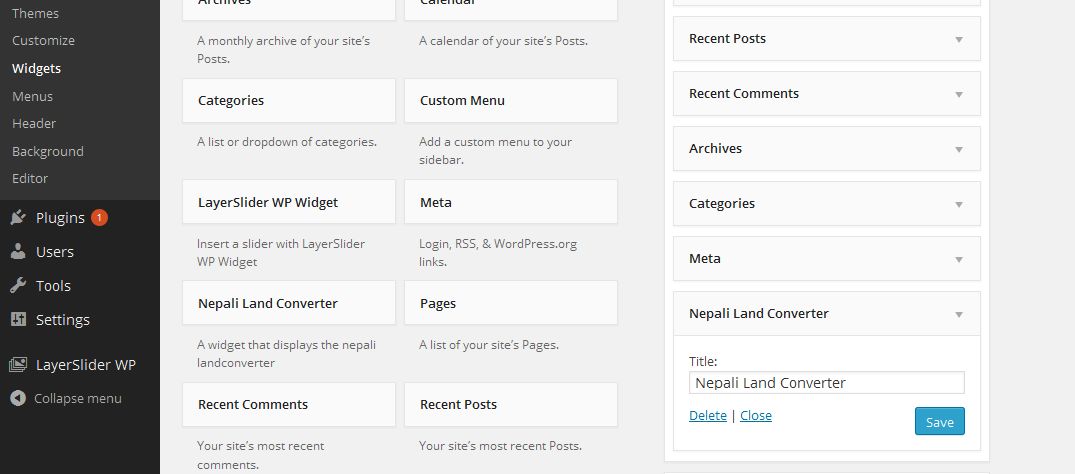 Themes
Customize
Widgets
Menus
Header
Background
Editor
Plugins 1
Users
Tools
Settings
LayerSlider WP
Collapse menu
Archives
Calendar
A monthly archive of your site’s
Posts.
A calendar of your site’s Posts.
Categories
Custom Menu
A list or dropdown of categories.
Add a custom menu to your
sidebar.
LayerSlider WP Widget
Meta
Insert a slider with LayerSlider
WP Widget
Login, RSS, & WordPress.org
links.
Nepali Land Converter
Pages
A widget that displays the nepali
landconverter
A list of your site’s Pages.
Recent Comments
Recent Posts
Your site’s most recent
comments.
Your site’s most recent Posts.
Recent Posts
Recent Comments
Archives
Categories
Meta
Nepali Land Converter
Title:
Nepali Land Converter
Delete | Close
Save